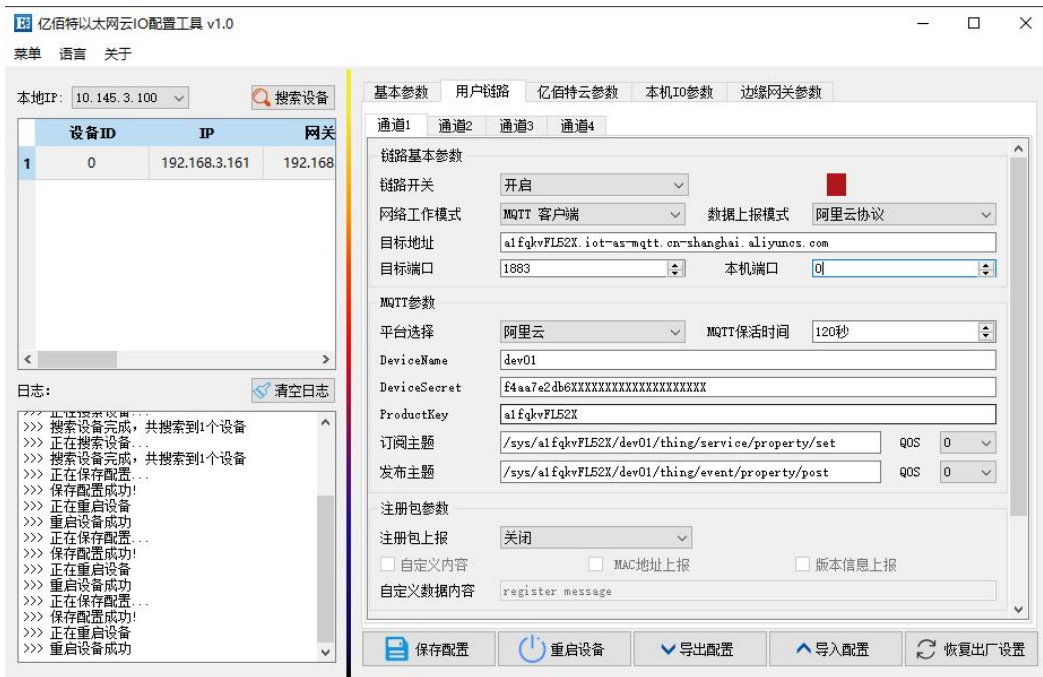 亿佰特以太网云IO配置工具 v1.0
菜单 语言 关于
本地IP: 10.145.3.100 搜索设备
设备ID IP 网关
1 0 192.168.3.161 192.168
日志: 清空日志
>>> 正在搜索设备...
>>> 搜索设备完成，共搜索到1个设备
>>> 正在搜索设备...
>>> 搜索设备完成，共搜索到1个设备
>>> 正在保存配置...
>>> 保存配置成功!
>>> 正在重启设备
>>> 重启设备成功
>>> 正在保存配置...
>>> 保存配置成功!
>>> 正在重启设备
>>> 重启设备成功
>>> 正在保存配置...
>>> 保存配置成功!
>>> 正在重启设备
>>> 重启设备成功
基本参数 用户链路 亿佰特云参数 本机IO参数 边缘网关参数
通道1 通道2 通道3 通道4
链路基本参数
链路开关 开启
网络工作模式 MQTT 客户端 数据上报模式 阿里云协议
目标地址 a1fqkvFL52X.iot-as-mqtt.cn-shanghai.aliyuncs.com
目标端口 1883 本机端口 0
MQTT参数
平台选择 阿里云 MQTT保活时间 120秒
DeviceName dev01
DeviceSecret f4aa7e2db6XXXXXXXXXXXXXXXXXXXXXX
ProductKey a1fqkvFL52X
订阅主题 /sys/a1fqkvFL52X/dev01/thing/service/property/set QOS 0
发布主题 /sys/a1fqkvFL52X/dev01/thing/event/property/post QOS 0
注册包参数
注册包上报 关闭
自定义内容 MAC地址上报 版本信息上报
自定义数据内容 register message
保存配置 重启设备 导出配置 导入配置 恢复出厂设置